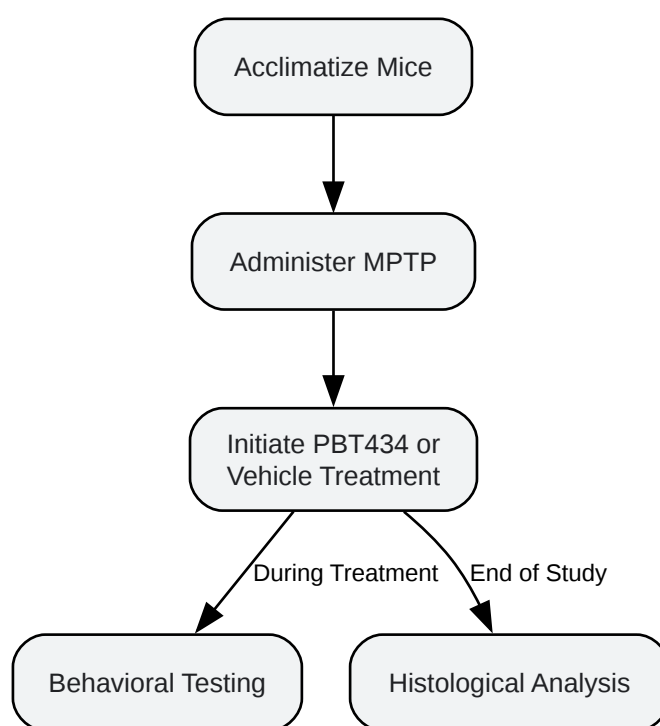 Acclimatize Mice
Administer MPTP
Initiate PBT434 or
Vehicle Treatment
During Treatment
End of Study
Behavioral Testing
Histological Analysis